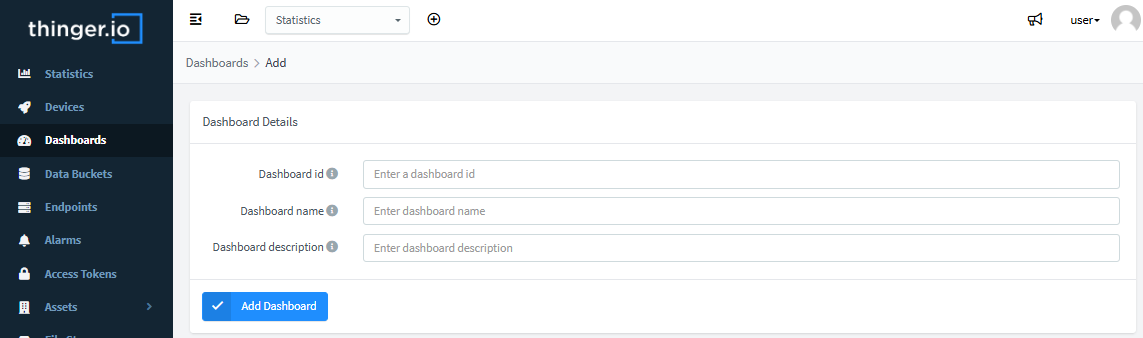 thinger.io
Statistics
user
Dashboards > Add
Statistics
Devices
Dashboards
Data Buckets
Endpoints
Alarms
Access Tokens
Assets
Dashboard Details
Dashboard id
Enter a dashboard id
Dashboard name
Enter dashboard name
Dashboard description
Enter dashboard description
Add Dashboard